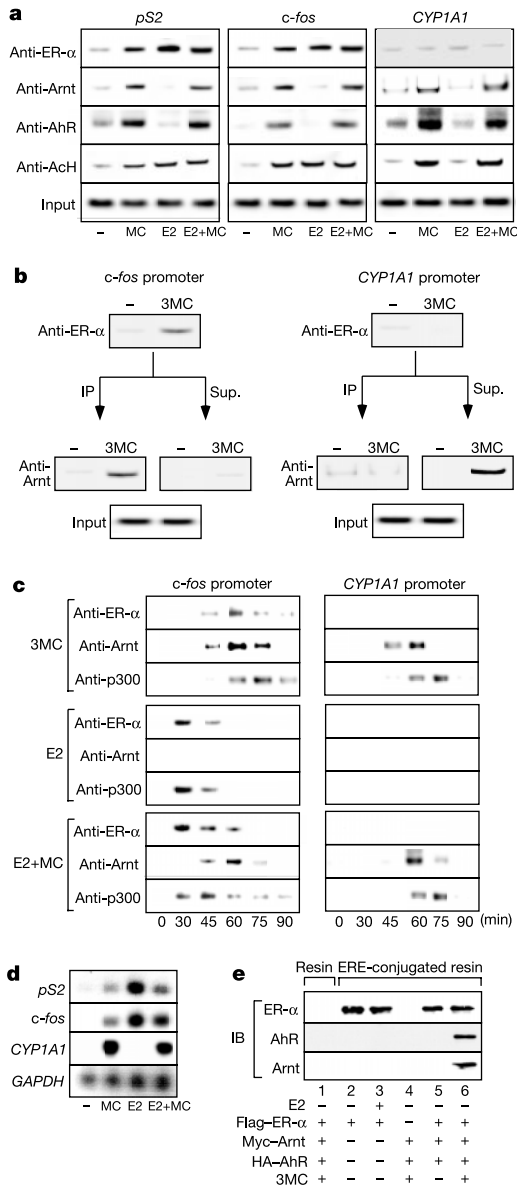 a
pS2 c-fos CYP1A1
Anti-ER-α
Anti-Arnt
Anti-AhR
Anti-AcH
Input
– MC E2 E2+MC – MC E2 E2+MC – MC E2 E2+MC
b
c-fos promoter CYP1A1 promoter
– 3MC – 3MC
Anti-ER-α Anti-ER-α
IP Sup. IP Sup.
– 3MC – 3MC – 3MC – 3MC
Anti-Arnt Anti-Arnt
Input Input
c
c-fos promoter CYP1A1 promoter
3MC
Anti-ER-α
Anti-Arnt
Anti-p300
E2
Anti-ER-α
Anti-Arnt
Anti-p300
E2+MC
Anti-ER-α
Anti-Arnt
Anti-p300
0 30 45 60 75 90 0 30 45 60 75 90 (min)
d
pS2
c-fos
CYP1A1
GAPDH
– MC E2 E2+MC
e
Resin ERE-conjugated resin
IB
ER-α
AhR
Arnt
1 2 3 4 5 6
E2 – – + – – –
Flag–ER-α + + + – + +
Myc–Arnt + – – + + +
HA–AhR + – – + + +
3MC + – – – – +